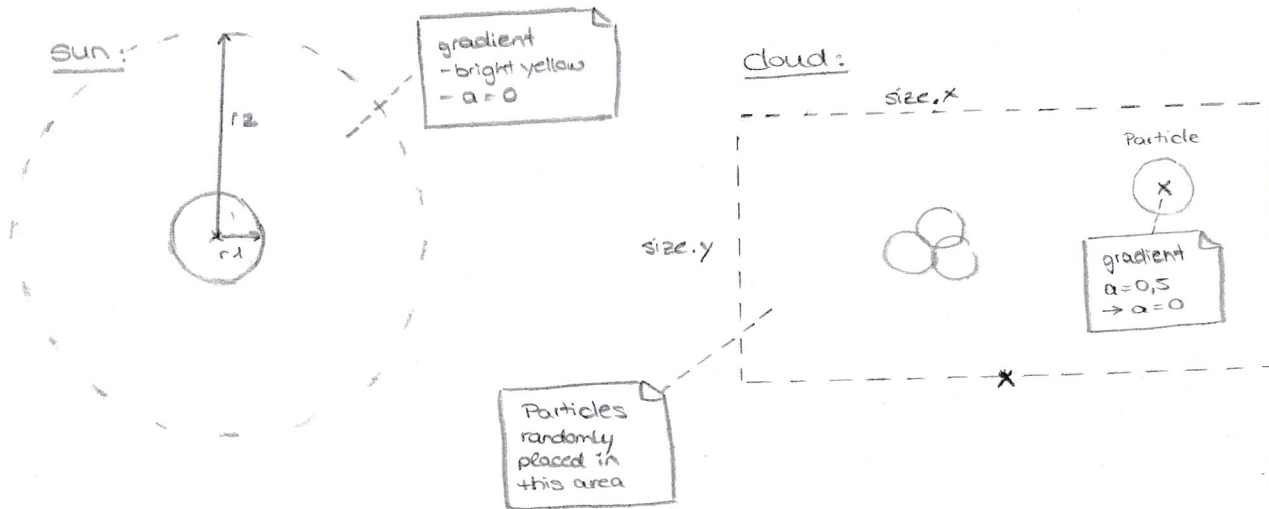 Sun:
gradient
- bright yellow
- a = 0
r2
r1
Cloud:
size.x
size.y
Particle
gradient
a = 0,5
→ a = 0
Particles
randomly
placed in
this area